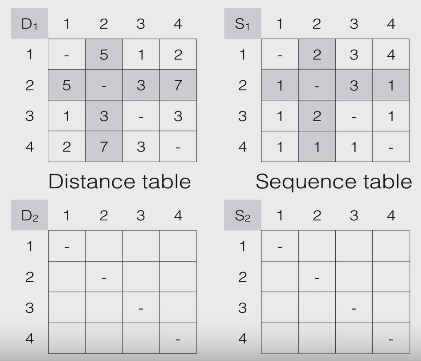 D1 1 2 3 4 S1 1 2 3 4
1 - 5 1 2 1 - 2 3 4
2 5 - 3 7 2 1 - 3 1
3 1 3 - 3 3 1 2 - 1
4 2 7 3 - 4 1 1 1 -
Distance table Sequence table
D2 1 2 3 4 S2 1 2 3 4
1 - 1 -
2 - 2 -
3 - 3 -
4 - 4 -